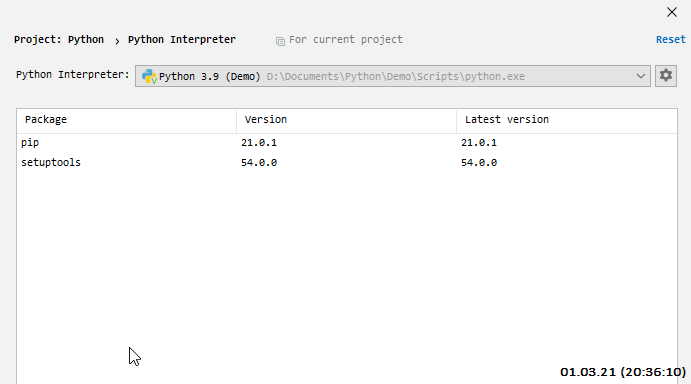 Project: Python › Python Interpreter For current project Reset
Python Interpreter: Python 3.9 (Demo) D:\Documents\Python\Demo\Scripts\python.exe
Package Version Latest version
pip 21.0.1 21.0.1
setuptools 54.0.0 54.0.0
01.03.21 (20:36:10)